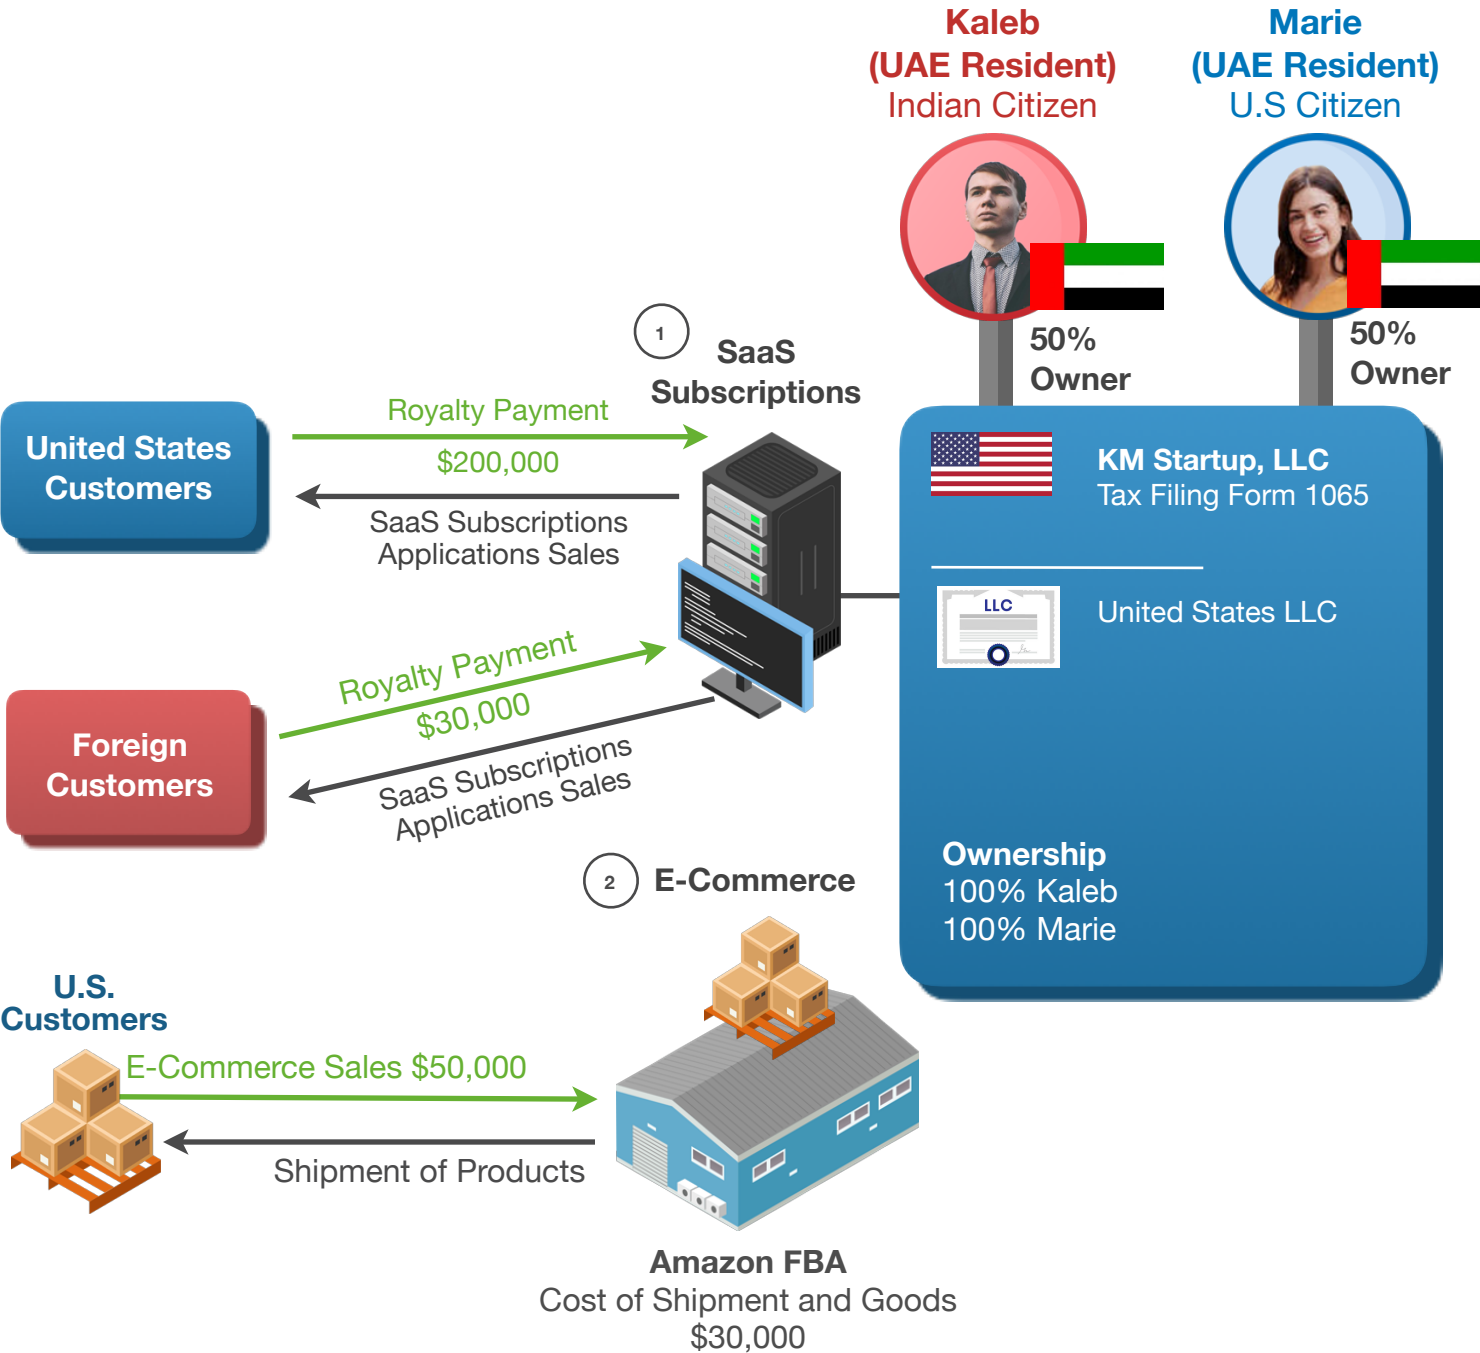 Kaleb
(UAE Resident)
Indian Citizen
Marie
(UAE Resident)
U.S Citizen
50%
Owner
50%
Owner
1
SaaS
Subscriptions
United States
Customers
Royalty Payment
$200,000
SaaS Subscriptions
Applications Sales
KM Startup, LLC
Tax Filing Form 1065
LLC
United States LLC
Foreign
Customers
Royalty Payment
$30,000
SaaS Subscriptions
Applications Sales
Ownership
100% Kaleb
100% Marie
2
E-Commerce
U.S.
Customers
E-Commerce Sales $50,000
Shipment of Products
Amazon FBA
Cost of Shipment and Goods
$30,000